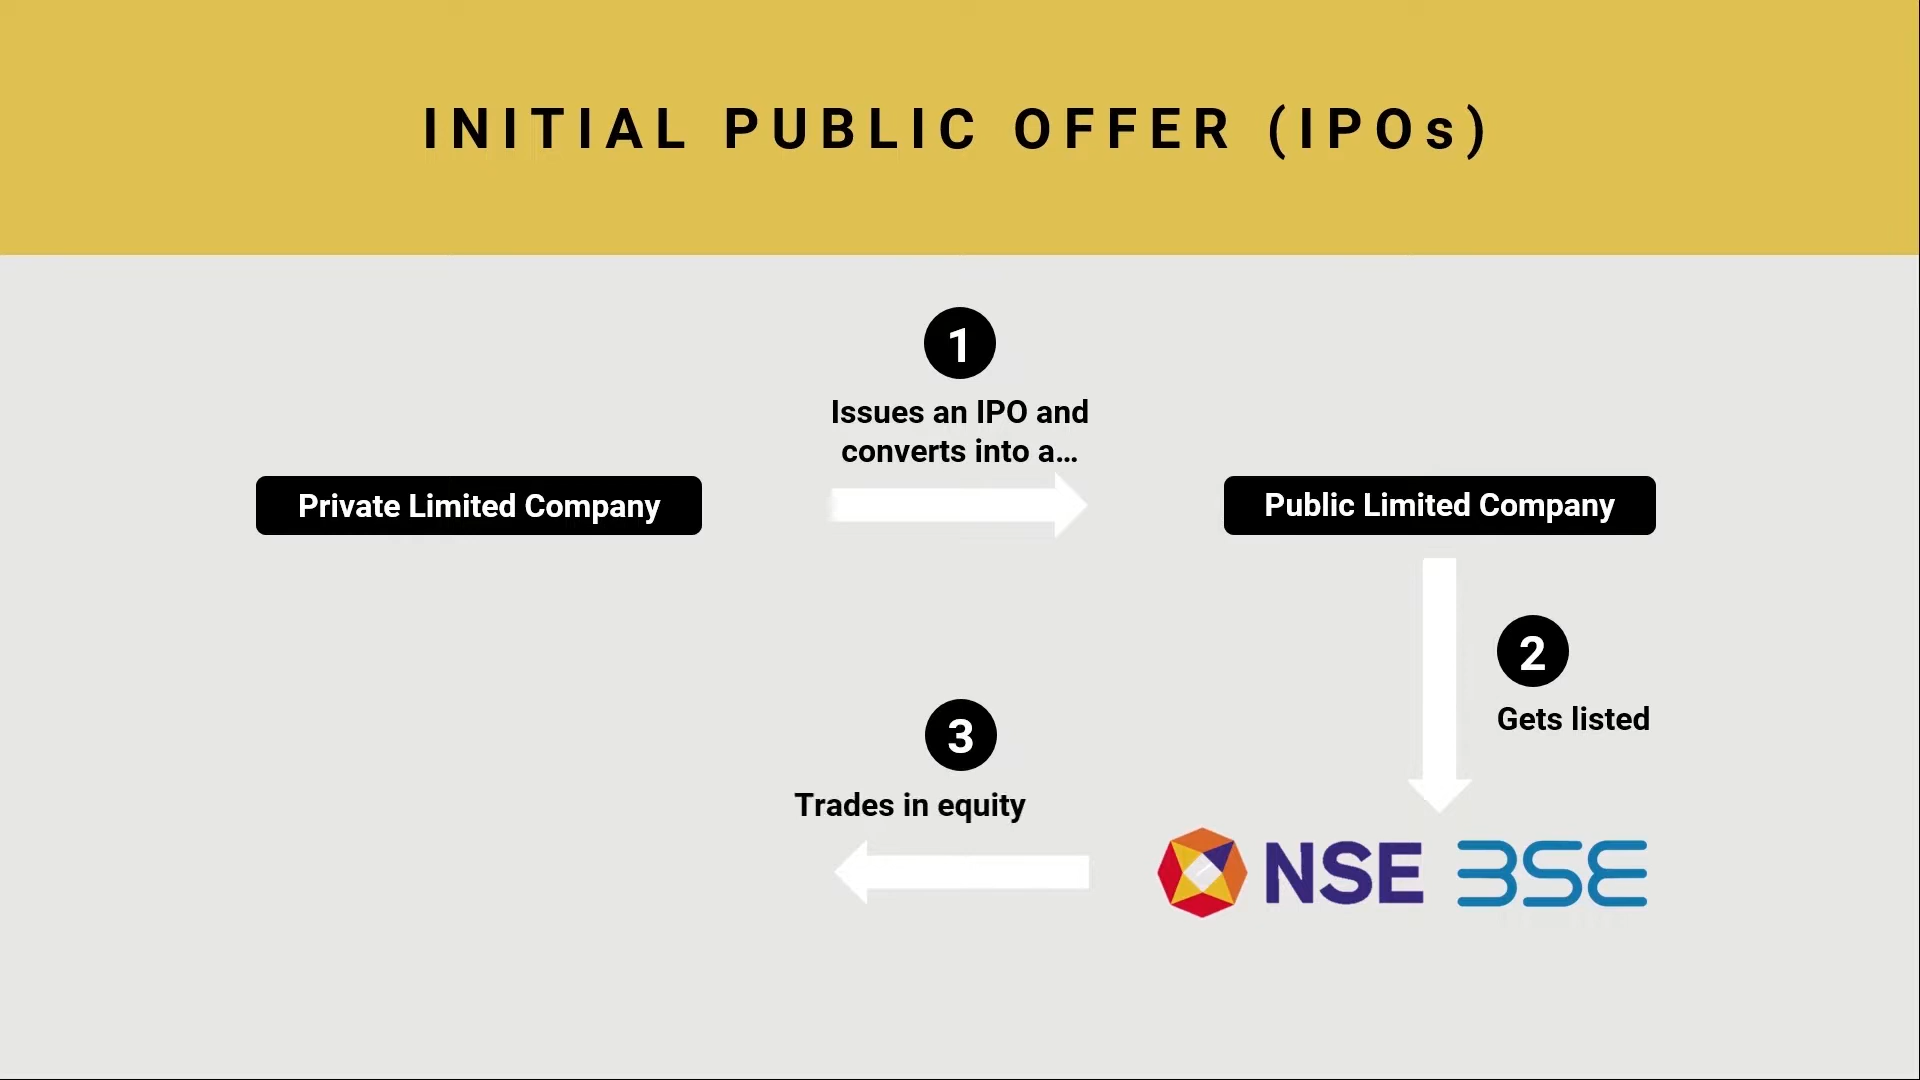 INITIAL PUBLIC OFFER (IPOs)
1
Issues an IPO and
converts into a...
Private Limited Company
Public Limited Company
2
Gets listed
3
Trades in equity
NSE BSE